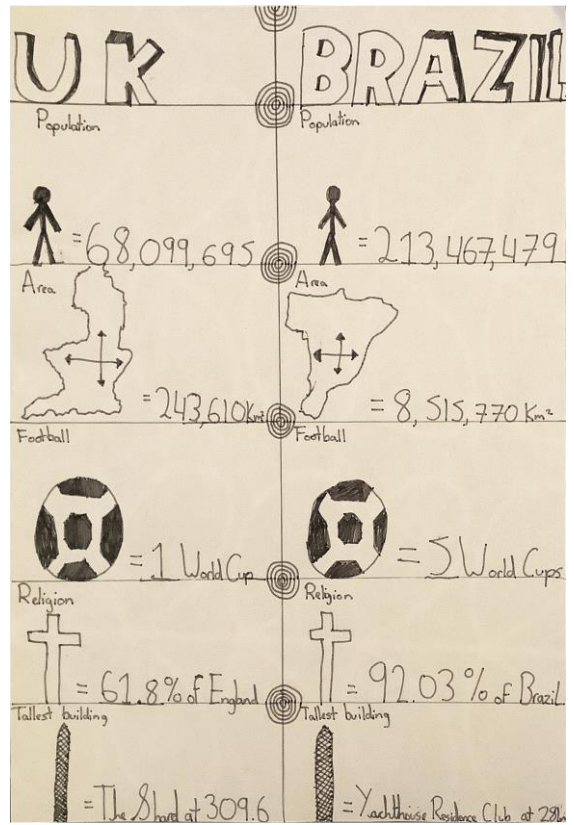 UK BRAZIL
Population Population
=68,099,695 =213,467,479
Area Area
=243,610Km² =8,515,770 Km²
Football Football
=1 World Cup =5 World Cups
Religion Religion
=61.8% of England =92.03% of Brazil
Tallest building Tallest building
=The Shard at 309.6 =Yachthouse Residence Club at